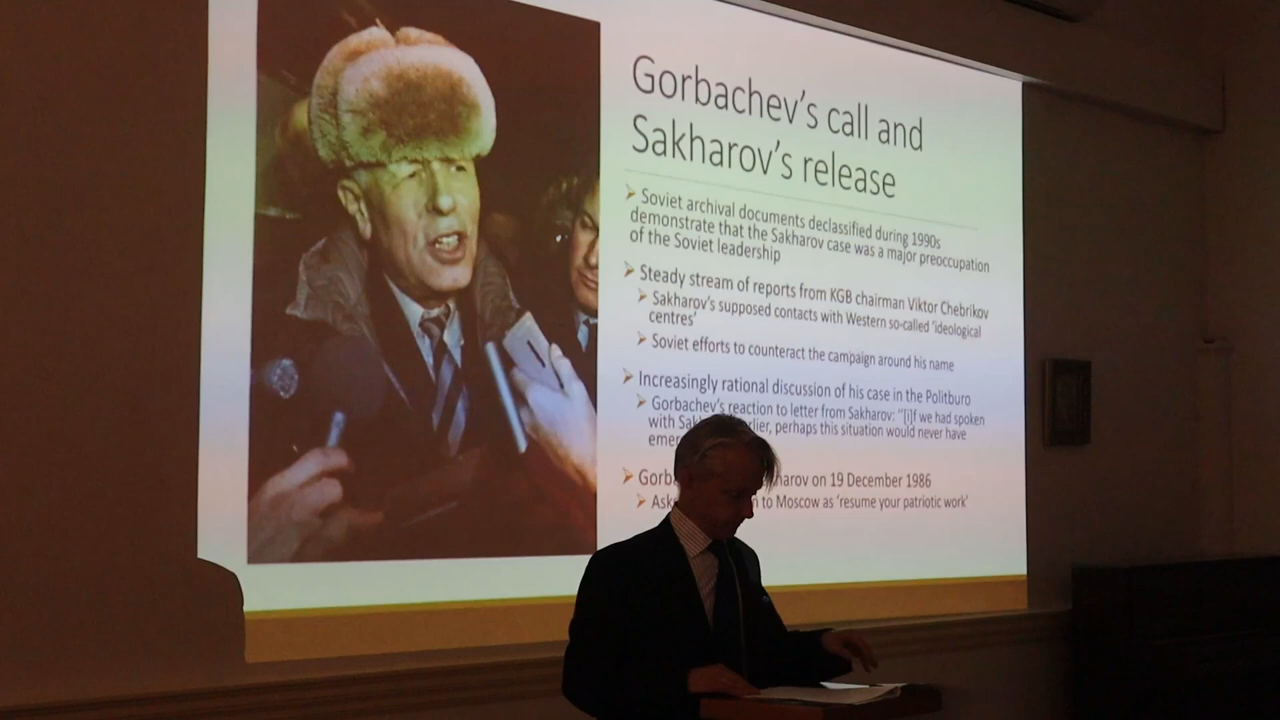 Gorbachev's call and
Sakharov's release
Soviet archival documents declassified during 1990s
demonstrate that the Sakharov case was a major preoccupation
of the Soviet leadership
Steady stream of reports from KGB chairman Viktor Chebrikov
Sakharov's supposed contacts with Western so-called 'ideological
centres'
Soviet efforts to counteract the campaign around his name
Increasingly rational discussion of his case in the Politburo
Gorbachev's reaction to letter from Sakharov: "[i]f we had spoken
with Sak rlier, perhaps this situation would never have
emer
Gorb harov on 19 December 1986
Ask to Moscow as 'resume your patriotic work'